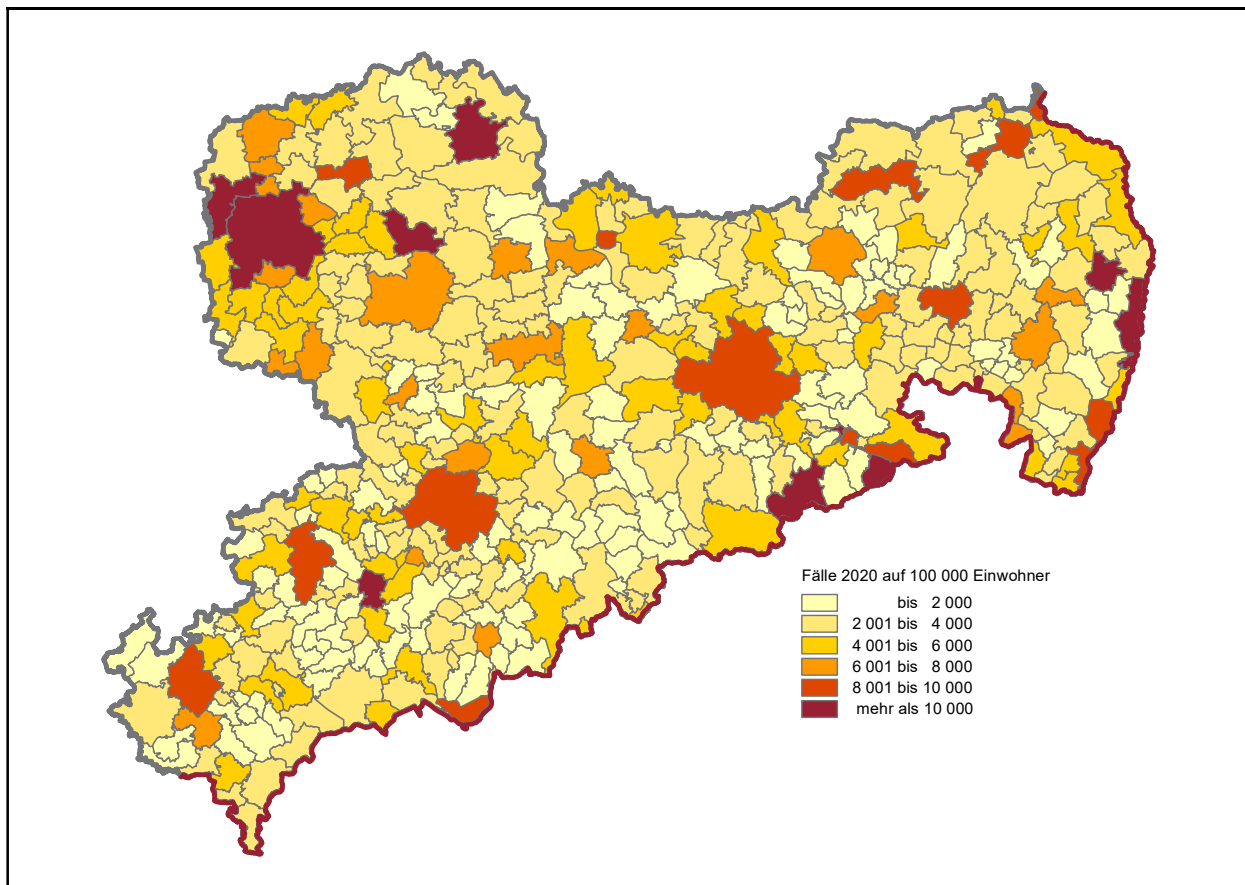 Fälle 2020 auf 100 000 Einwohner
bis 2 000
2 001 bis 4 000
4 001 bis 6 000
6 001 bis 8 000
8 001 bis 10 000
mehr als 10 000